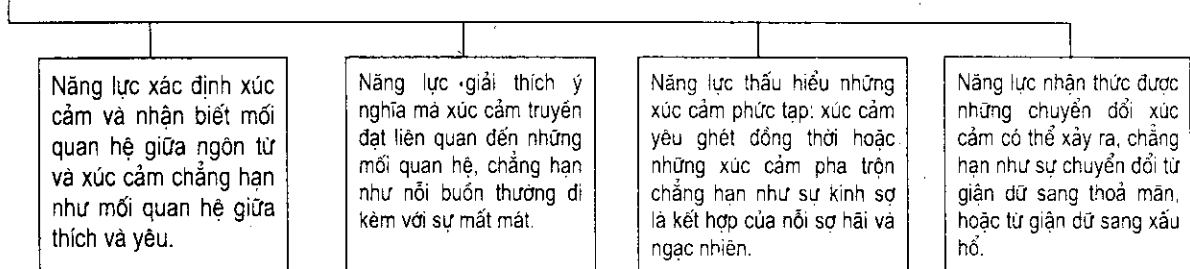 Năng lực xác định xúc
cảm và nhận biết mối
quan hệ giữa ngôn từ
và xúc cảm chẳng hạn
như mối quan hệ giữa
thích và yêu.
Năng lực giải thích ý
nghĩa mà xúc cảm truyền
đạt liên quan đến những
mối quan hệ, chẳng hạn
như nỗi buồn thường đi
kèm với sự mất mát.
Năng lực thấu hiểu những
xúc cảm phức tạp: xúc cảm
yêu ghét đồng thời hoặc
những xúc cảm pha trộn
chẳng hạn như sự kinh sợ
là kết hợp của nỗi sợ hãi và
ngạc nhiên.
Năng lực nhận thức được
những chuyển đổi xúc
cảm có thể xảy ra, chẳng
hạn như sự chuyển đổi từ
giận dữ sang thoả mãn,
hoặc từ giận dữ sang xấu
hổ.